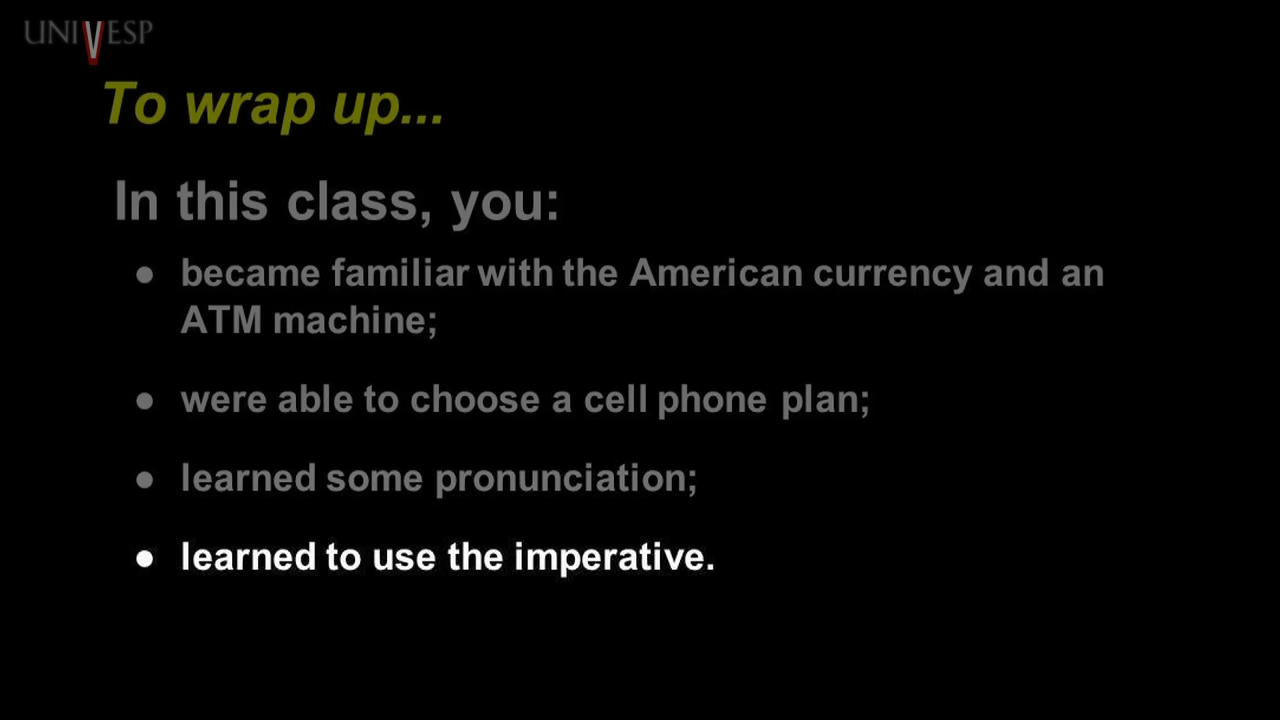 UNIVESP
To wrap up...
In this class, you:
● became familiar with the American currency and an
ATM machine;
● were able to choose a cell phone plan;
● learned some pronunciation;
● learned to use the imperative.